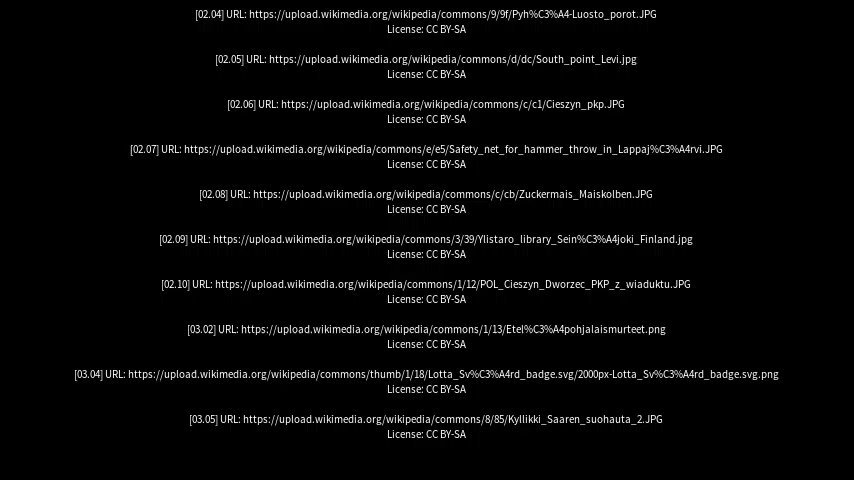 [02.04] URL: https://upload.wikimedia.org/wikipedia/commons/9/9f/Pyh%C3%A4-Luosto_porot.JPG
License: CC BY-SA
[02.05] URL: https://upload.wikimedia.org/wikipedia/commons/d/dc/South_point_Levi.jpg
License: CC BY-SA
[02.06] URL: https://upload.wikimedia.org/wikipedia/commons/c/c1/Cieszyn_pkp.JPG
License: CC BY-SA
[02.07] URL: https://upload.wikimedia.org/wikipedia/commons/e/e5/Safety_net_for_hammer_throw_in_Lappaj%C3%A4rvi.JPG
License: CC BY-SA
[02.08] URL: https://upload.wikimedia.org/wikipedia/commons/c/cb/Zuckermais_Maiskolben.JPG
License: CC BY-SA
[02.09] URL: https://upload.wikimedia.org/wikipedia/commons/3/39/Ylistaro_library_Sein%C3%A4joki_Finland.jpg
License: CC BY-SA
[02.10] URL: https://upload.wikimedia.org/wikipedia/commons/1/12/POL_Cieszyn_Dworzec_PKP_z_wiaduktu.JPG
License: CC BY-SA
[03.02] URL: https://upload.wikimedia.org/wikipedia/commons/1/13/Etel%C3%A4pohjalaismurteet.png
License: CC BY-SA
[03.04] URL: https://upload.wikimedia.org/wikipedia/commons/thumb/1/18/Lotta_Sv%C3%A4rd_badge.svg/2000px-Lotta_Sv%C3%A4rd_badge.svg.png
License: CC BY-SA
[03.05] URL: https://upload.wikimedia.org/wikipedia/commons/8/85/Kyllikki_Saaren_suohauta_2.JPG
License: CC BY-SA